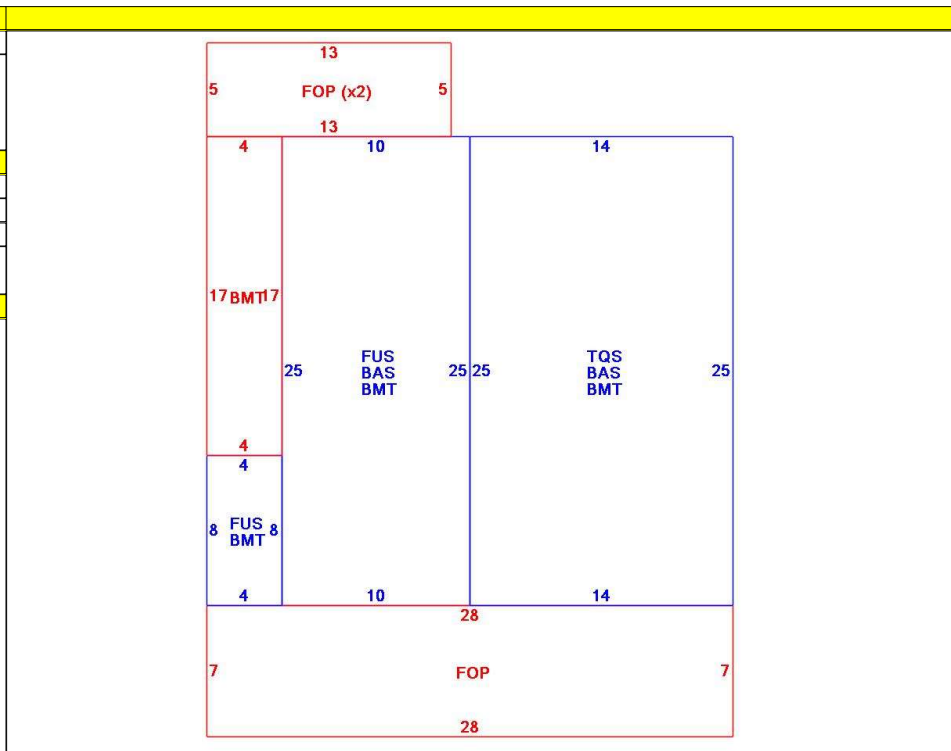 13
5 FOP (x2) 5
13
4 10 14
17 BMT 17
FUS TQS
25 BAS 25 25 BAS 25
BMT BMT
4
4
8 FUS 8
BMT
4 10 14
28
7 FOP 7
28